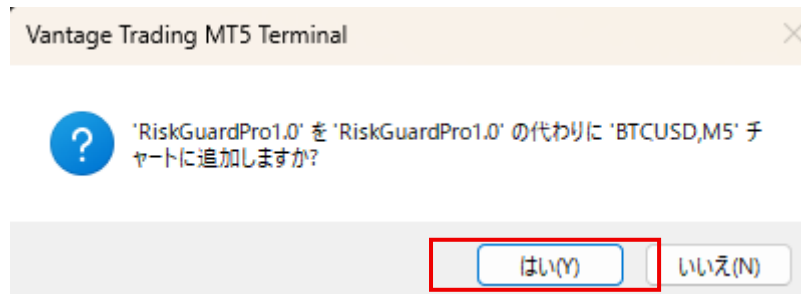 Vantage Trading MT5 Terminal
'RiskGuardPro1.0' を 'RiskGuardPro1.0' の代わりに 'BTCUSD,M5' チ
ャートに追加しますか?
はい(Y)
いいえ(N)